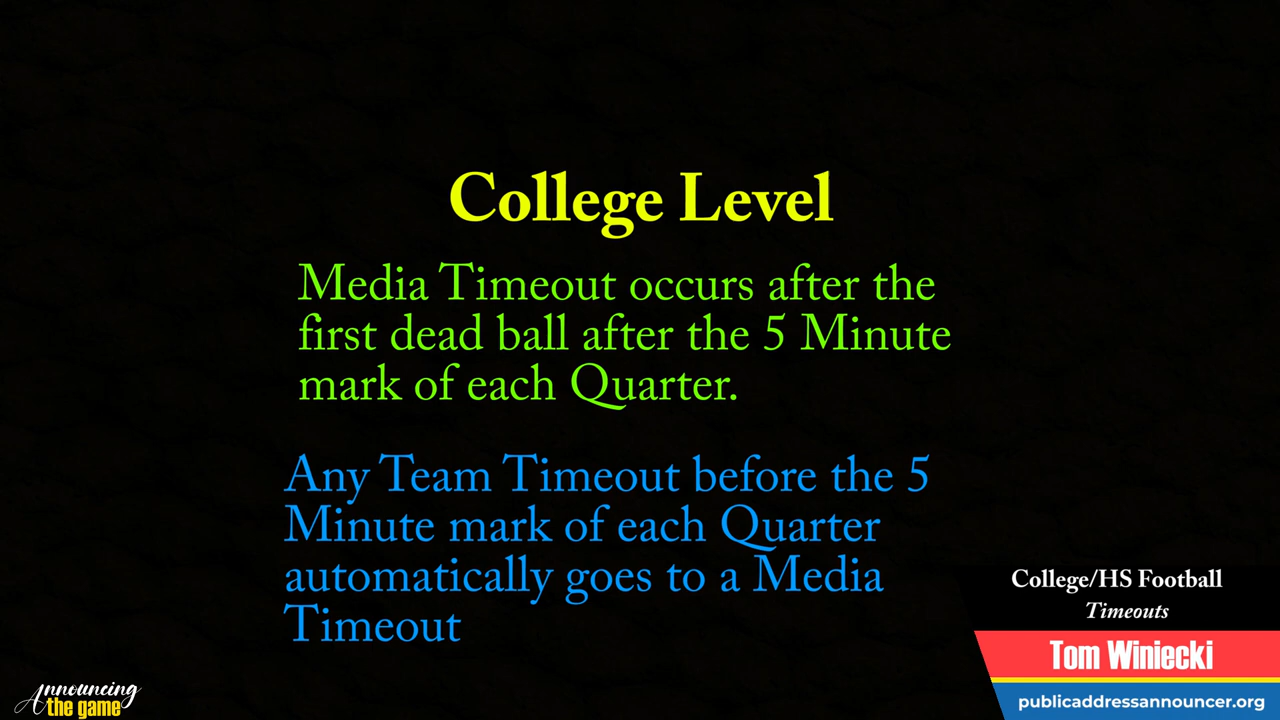 College Level
Media Timeout occurs after the
first dead ball after the 5 Minute
mark of each Quarter.
Any Team Timeout before the 5
Minute mark of each Quarter
automatically goes to a Media
Timeout
College/HS Football
Timeouts
Tom Winiecki
publicaddressannouncer.org
Announcing
the game